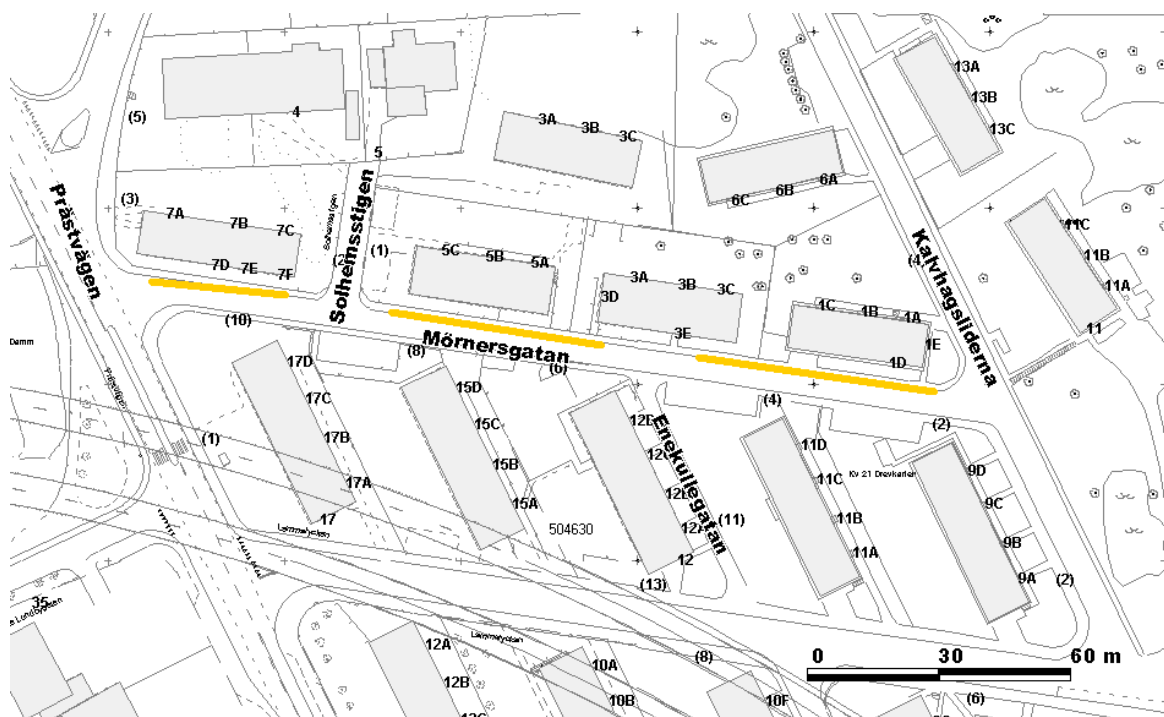 13A
13B
13C
4
(5)
3A
3B
3C
5
6A
6B
6C
(3)
7A
7B
7C
7D
7E
7F
Prästvägen
Solhemsstigen
Solhemsstigen
(1)
5C
5B
5A
3A
3B
3C
3D
3E
(4)
Kalvhagsliderna
11C
11B
11A
11
1C
1B
1A
1E
1D
Damm
(10)
Mörnersgatan
(8)
(6)
(4)
(2)
17D
17C
17B
17A
17
15D
15C
15B
15A
Enekullegatan
12
11D
11C
11B
11A
Kv 21 Drevkarlen
9D
9C
9B
9A
(2)
(1)
Prästvägen
Lammelyckan
504630
(11)
(13)
35
Lammelyckan
12A
12B
12C
10A
10B
(8)
10F
(6)
0 30 60 m